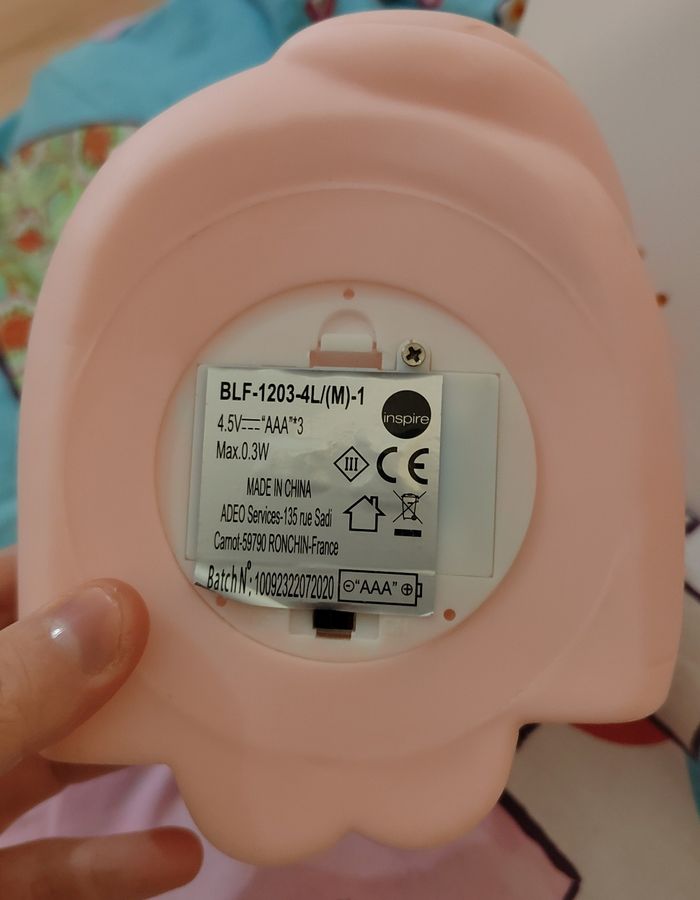 BLF-1203-4L/(M)-1
4.5V⎓“AAA”*3
inspire
Max.0.3W
III CE
MADE IN CHINA
ADEO Services-135 rue Sadi
Carnot-59790 RONCHIN-France
Batch N°: 10092322072020
⊖“AAA” ⊕